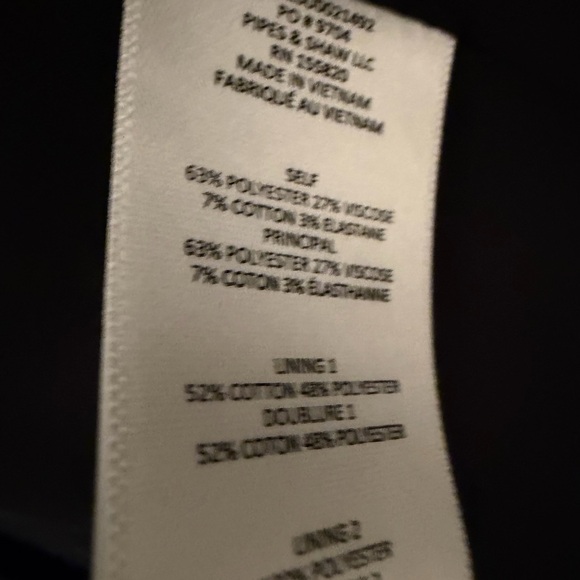 PO # 9704
PIPES & SHAW LLC
RN 159820
MADE IN VIETNAM
FABRIQUÉ AU VIETNAM
SELF
63% POLYESTER 27% VISCOSE
7% COTTON 3% ELASTANE
PRINCIPAL
63% POLYESTER 27% VISCOSE
7% COTON 3% ÉLASTHANNE
LINING 1
52% COTTON 48% POLYESTER
DOUBLURE 1
52% COTON 48% POLYESTER
LINING 2
POLYESTER